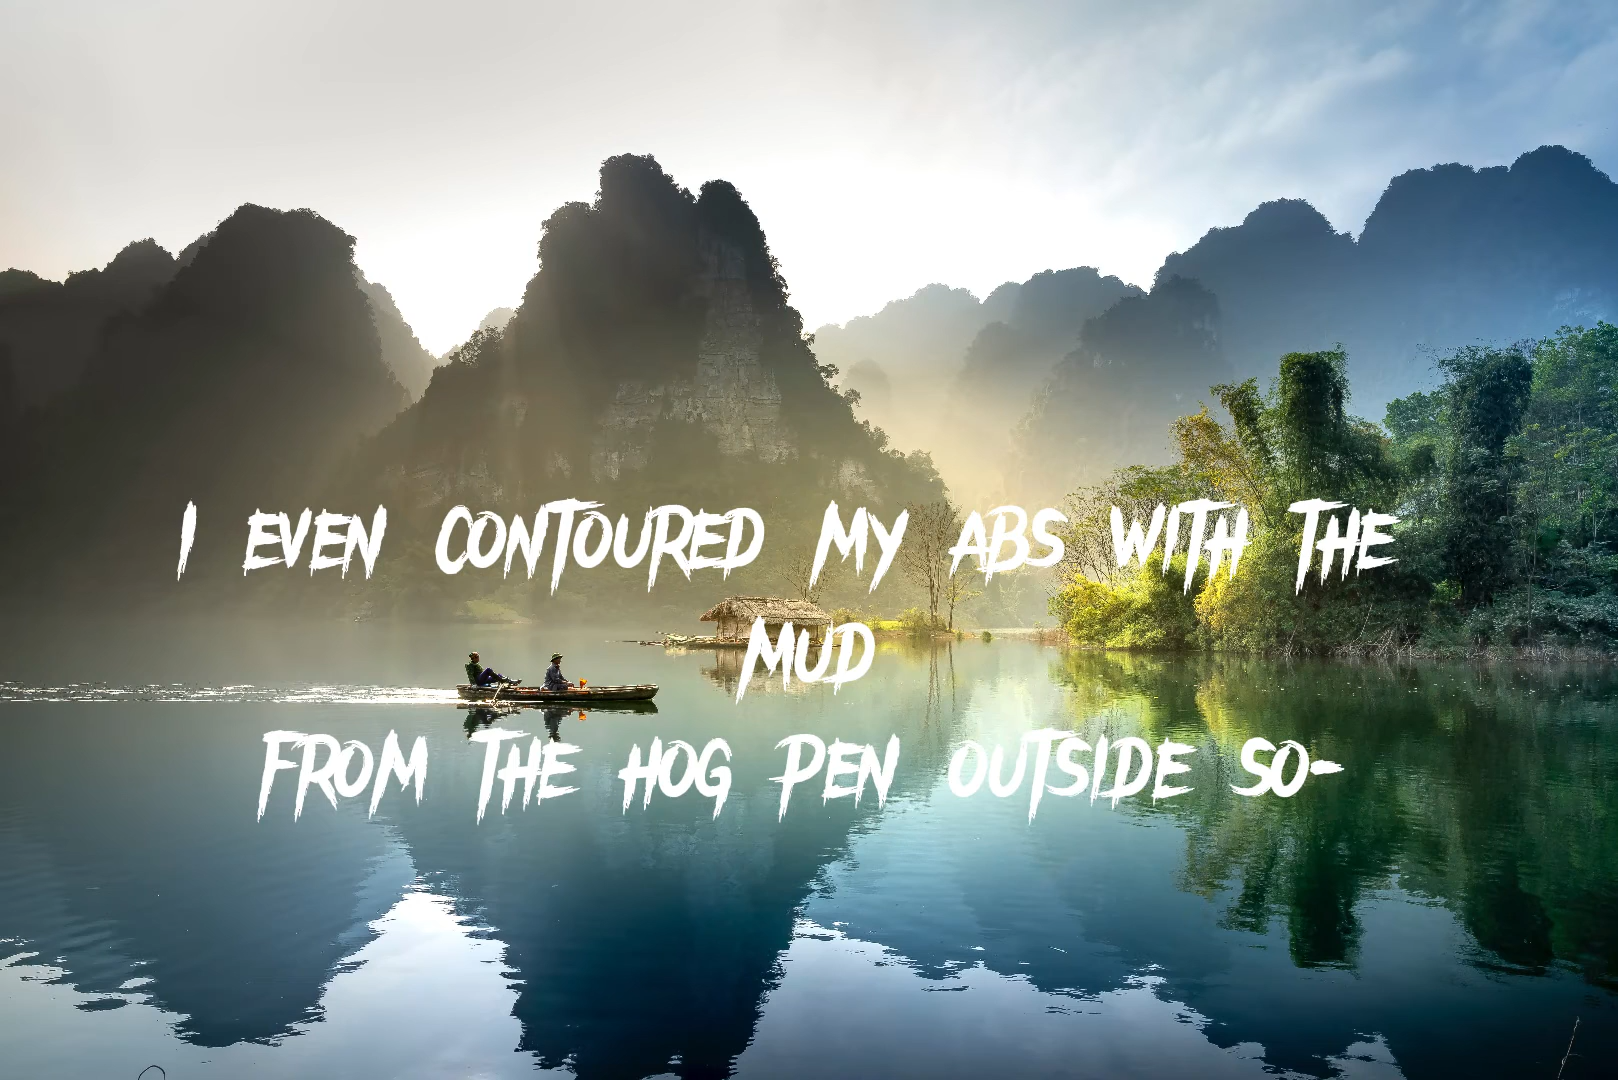 I EVEN CONTOURED MY ABS WITH THE
MUD
FROM THE HOG PEN OUTSIDE SO-